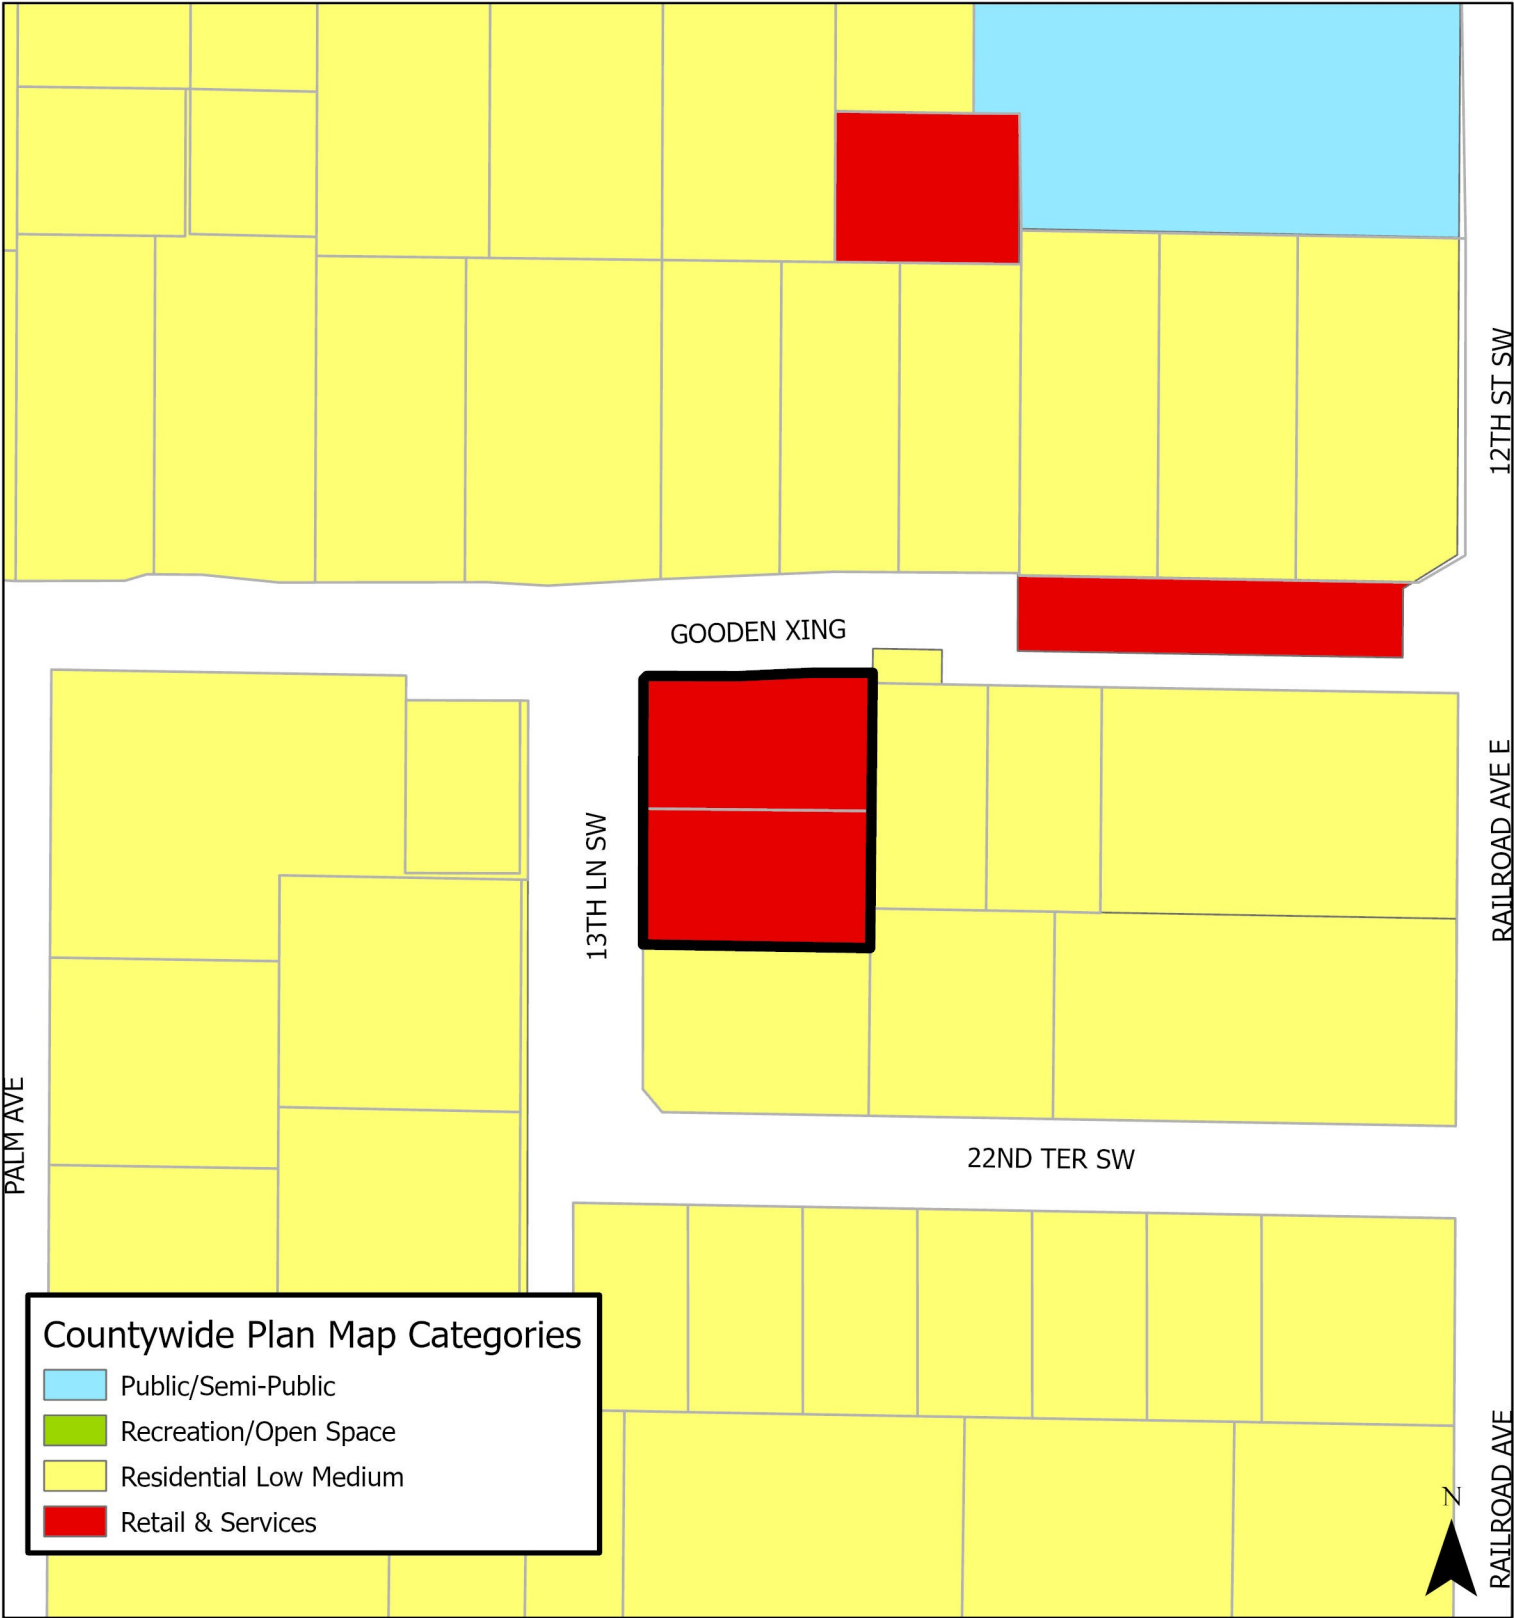 12TH ST SW
GOODEN XING
13TH LN SW
RAILROAD AVE E
PALM AVE
22ND TER SW
Countywide Plan Map Categories
Public/Semi-Public
Recreation/Open Space
Residential Low Medium
Retail & Services
N
RAILROAD AVE